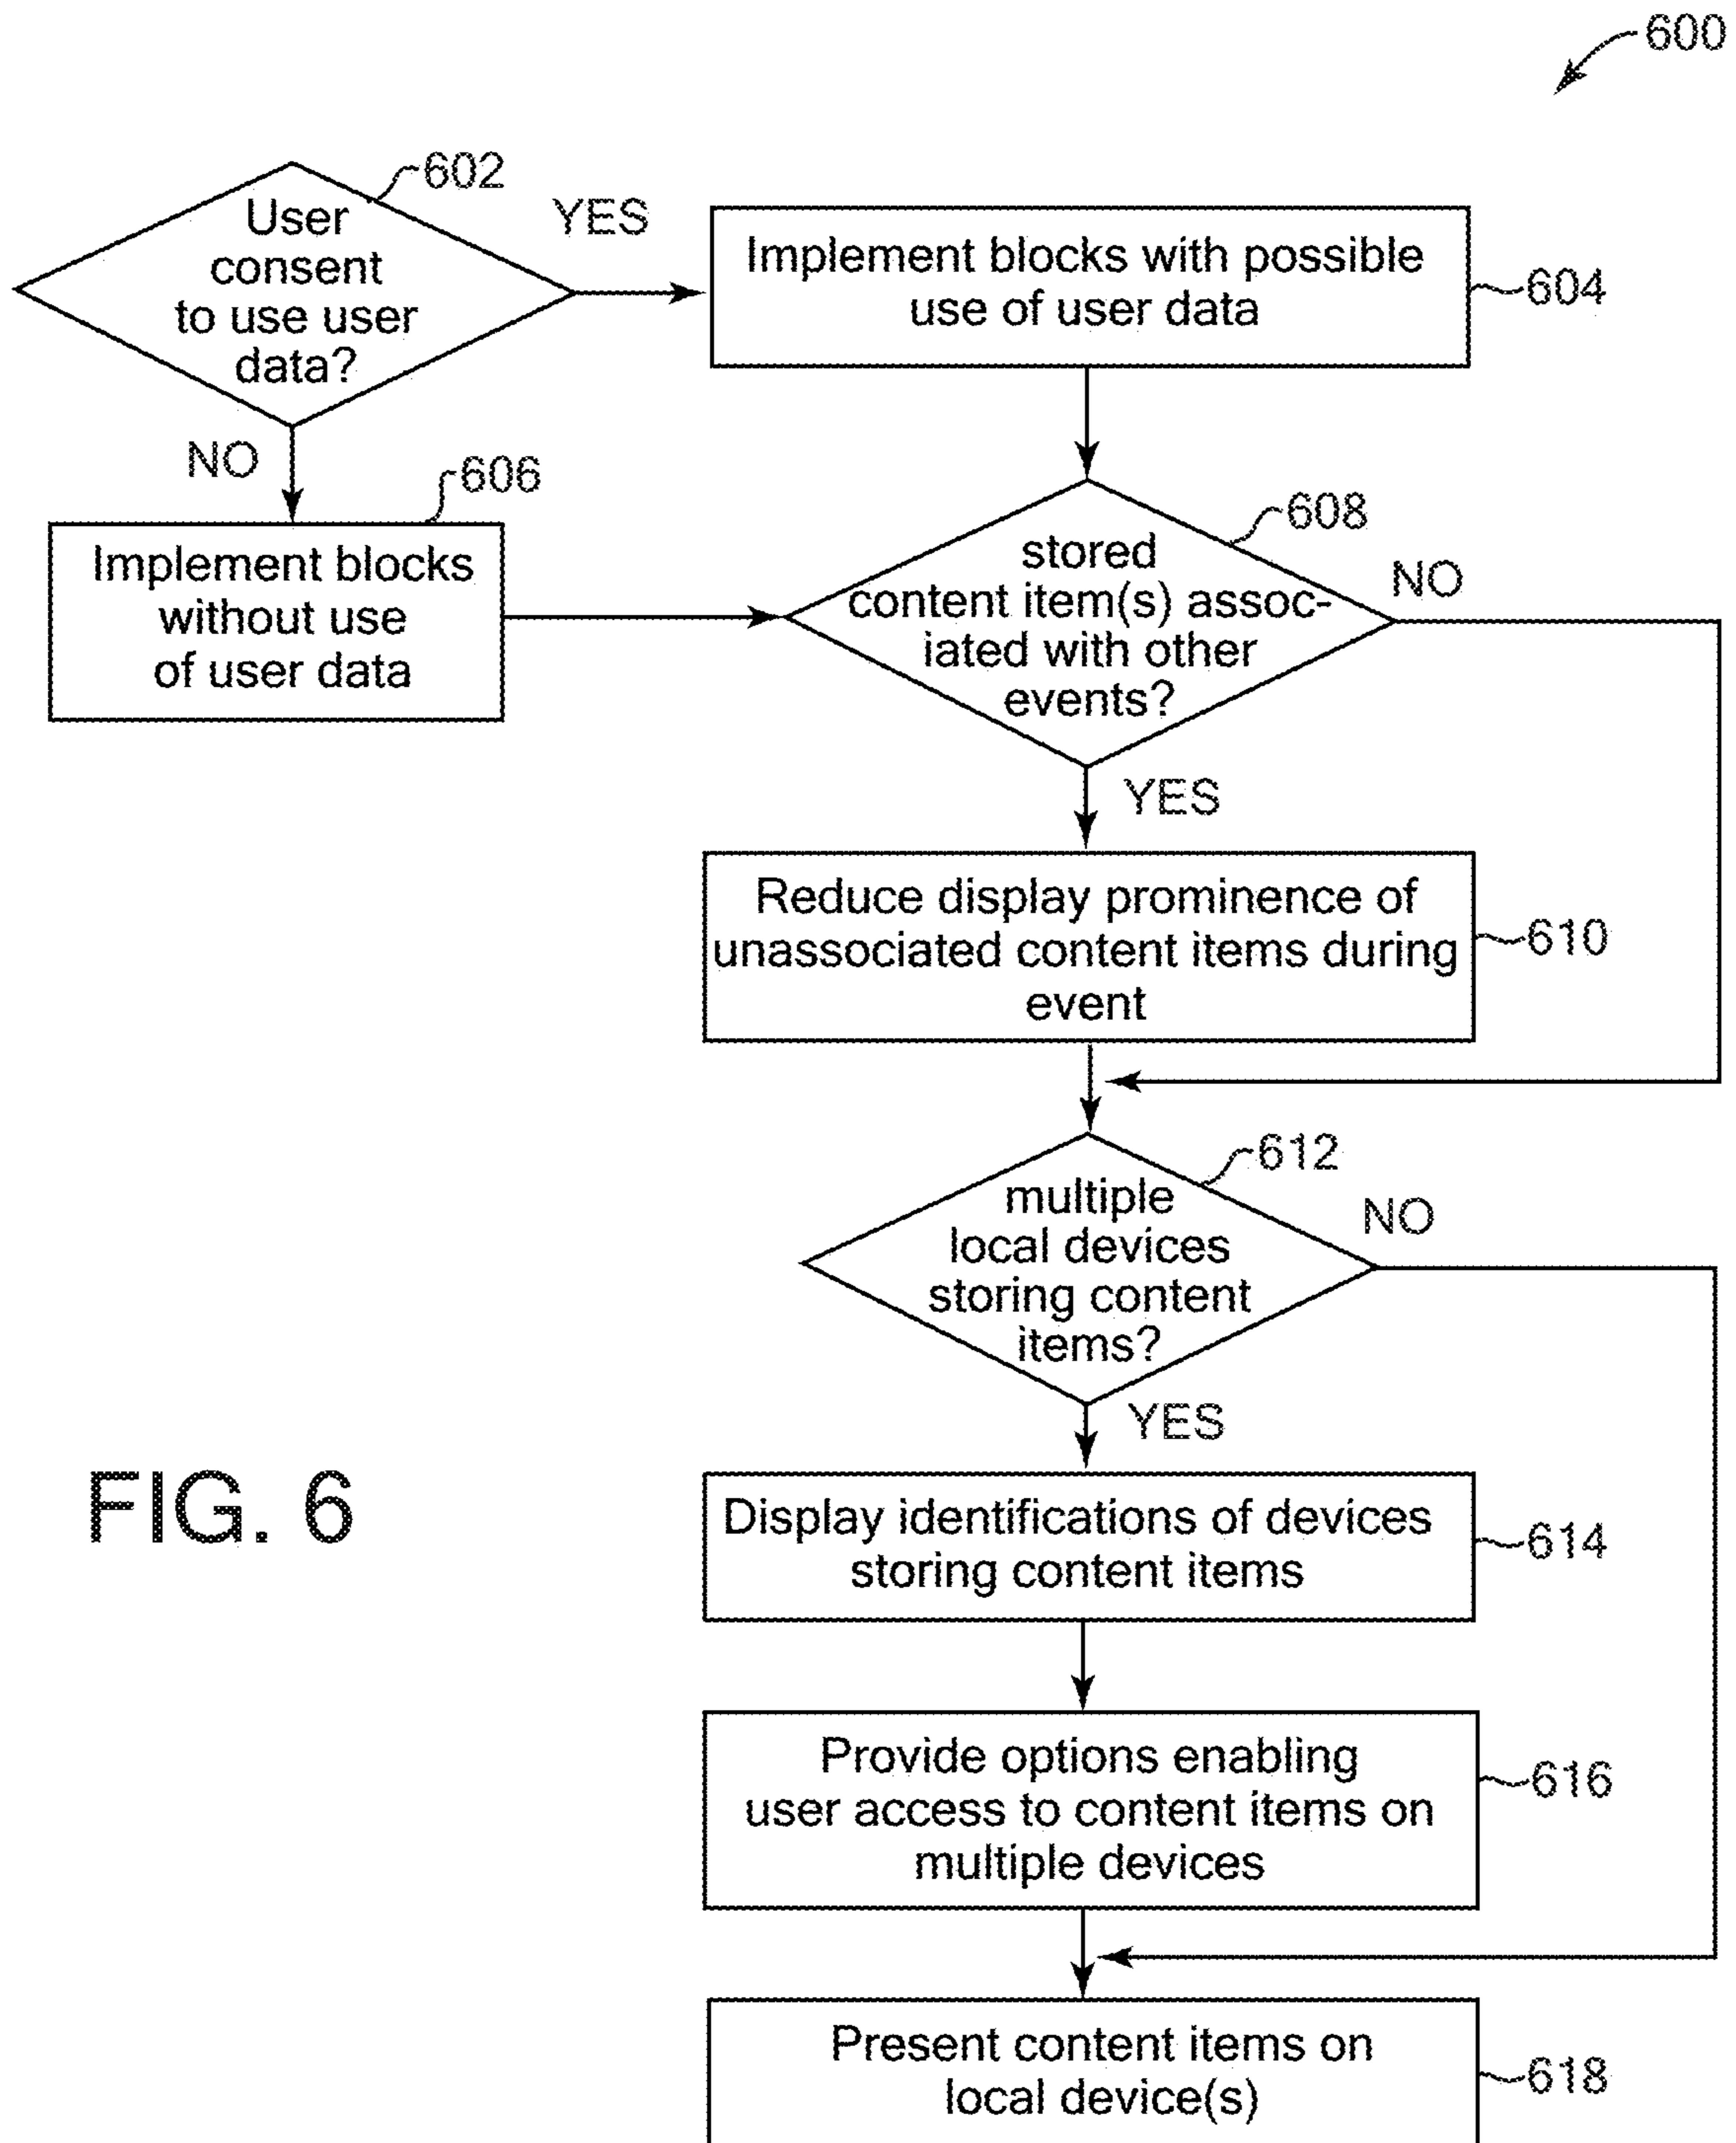 600
602
User
consent
to use user
data?
YES
Implement blocks with possible
use of user data
604
NO
606
Implement blocks
without use
of user data
608
stored
content item(s) assoc-
iated with other
events?
NO
YES
Reduce display prominence of
unassociated content items during
event
610
612
multiple
local devices
storing content
items?
NO
YES
FIG. 6
Display identifications of devices
storing content items
614
Provide options enabling
user access to content items on
multiple devices
616
Present content items on
local device(s)
618